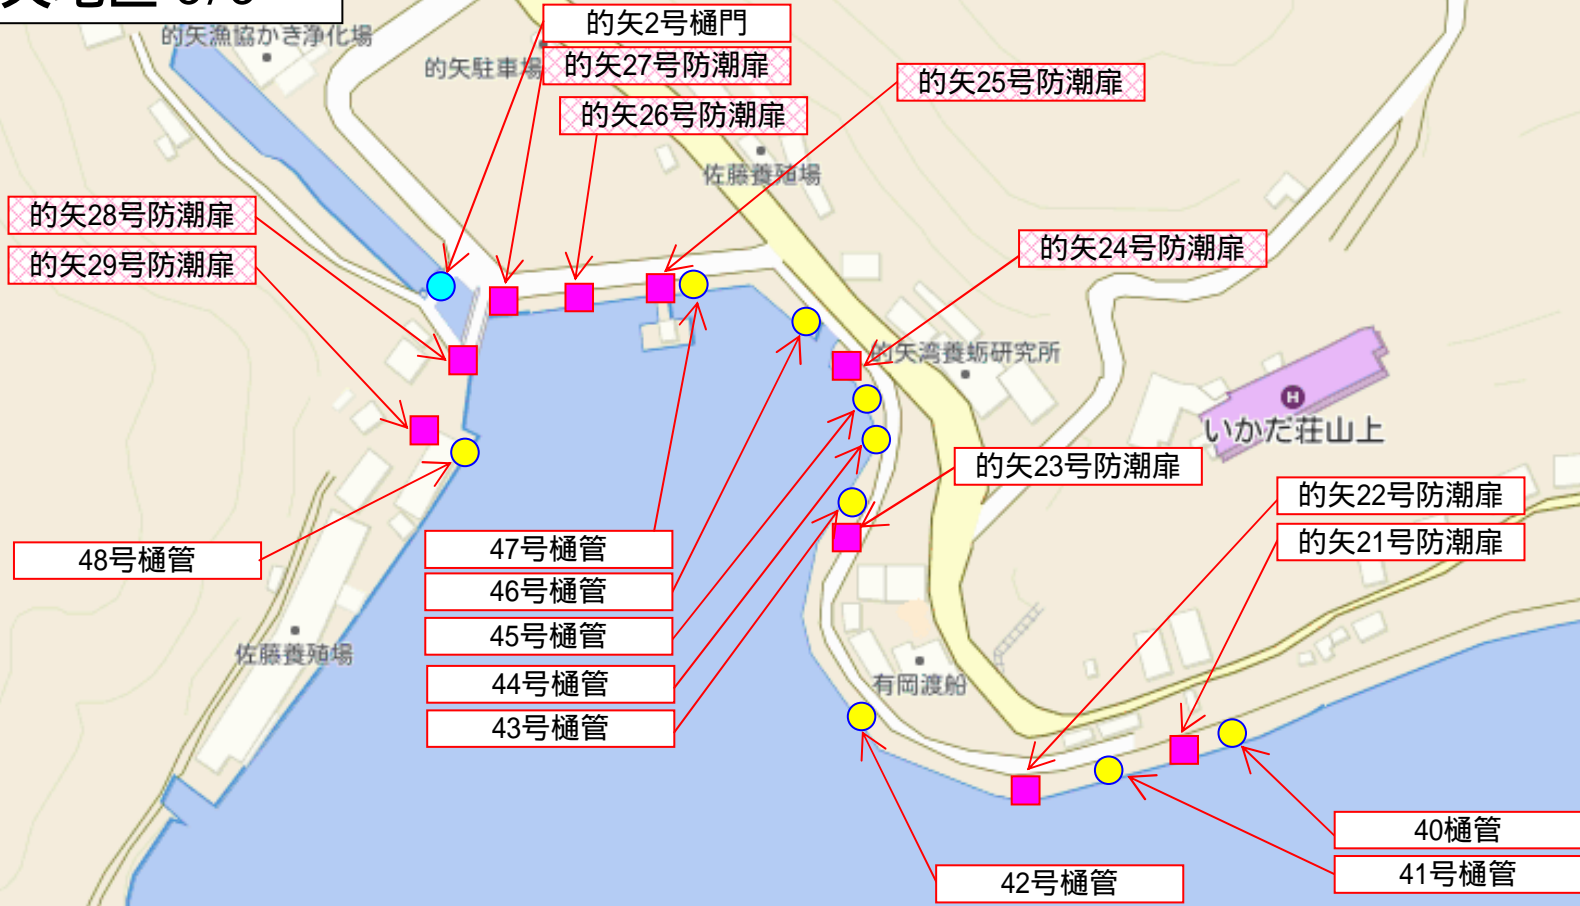 的矢漁協かき浄化場
的矢駐車場
的矢2号樋門
的矢27号防潮扉
的矢26号防潮扉
的矢25号防潮扉
佐藤養殖場
的矢28号防潮扉
的矢29号防潮扉
的矢24号防潮扉
的矢湾養蛎研究所
H
いかだ荘山上
的矢23号防潮扉
的矢22号防潮扉
的矢21号防潮扉
48号樋管
47号樋管
46号樋管
45号樋管
44号樋管
43号樋管
佐藤養殖場
有岡渡船
40樋管
41号樋管
42号樋管